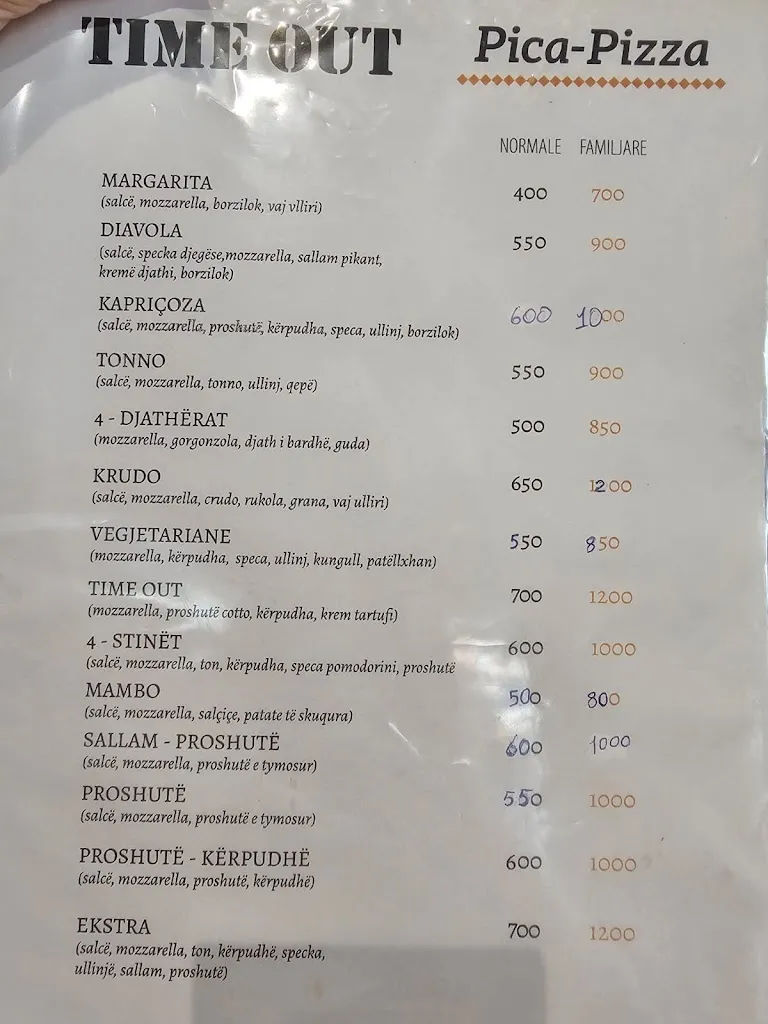 TIME OUT
Pica-Pizza
NORMALE FAMILJARE
MARGARITA 400 700
(salcë, mozzarella, borzilok, vaj vlliri)
DIAVOLA 550 900
(salcë, specka djegëse,mozzarella, sallam pikant,
kremë djathi, borzilok)
KAPRIÇOZA 600 1000
(salcë, mozzarella, proshutë, kërpudha, speca, ullinj, borzilok)
TONNO 550 900
(salcë, mozzarella, tonno, ullinj, qepë)
4 - DJATHËRAT 500 850
(mozzarella, gorgonzola, djath i bardhë, guda)
KRUDO 650 1200
(salcë, mozzarella, crudo, rukola, grana, vaj ulliri)
VEGJETARIANE 550 850
(mozzarella, kërpudha, speca, ullinj, kungull, patëllxhan)
TIME OUT 700 1200
(mozzarella, proshutë cotto, kërpudha, krem tartufi)
4 - STINËT 600 1000
(salcë, mozzarella, ton, kërpudha, speca pomodorini, proshutë
MAMBO 500 800
(salcë, mozzarella, salçiçe, patate të skuqura)
SALLAM - PROSHUTË 600 1000
(salcë, mozzarella, proshutë e tymosur)
PROSHUTË 550 1000
(salcë, mozzarella, proshutë e tymosur)
PROSHUTË - KËRPUDHË 600 1000
(salcë, mozzarella, proshutë, kërpudhë)
EKSTRA 700 1200
(salcë, mozzarella, ton, kërpudhë, specka,
ullinjë, sallam, proshutë)